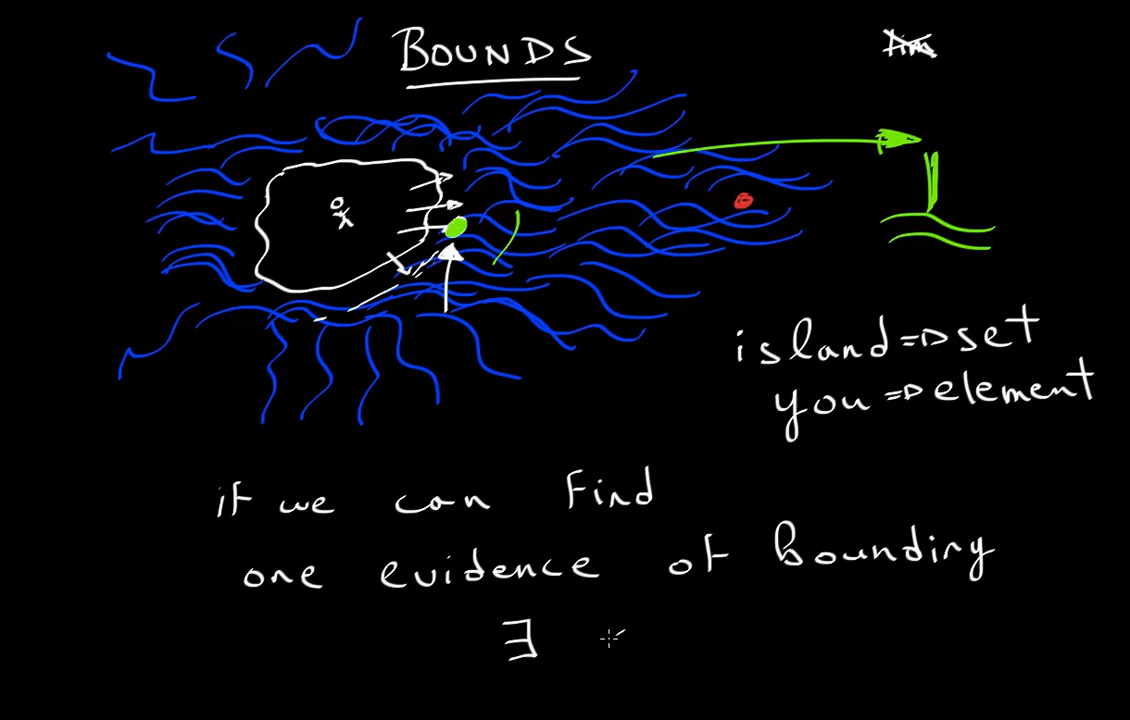 BOUNDS
island => set
you => element
if we can find
one evidence of Bounding
∃